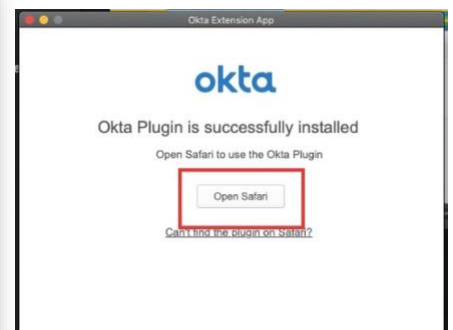 Okta Extension App
okta
Okta Plugin is successfully installed
Open Safari to use the Okta Plugin
Open Safari
Can't find the plugin on Safari?